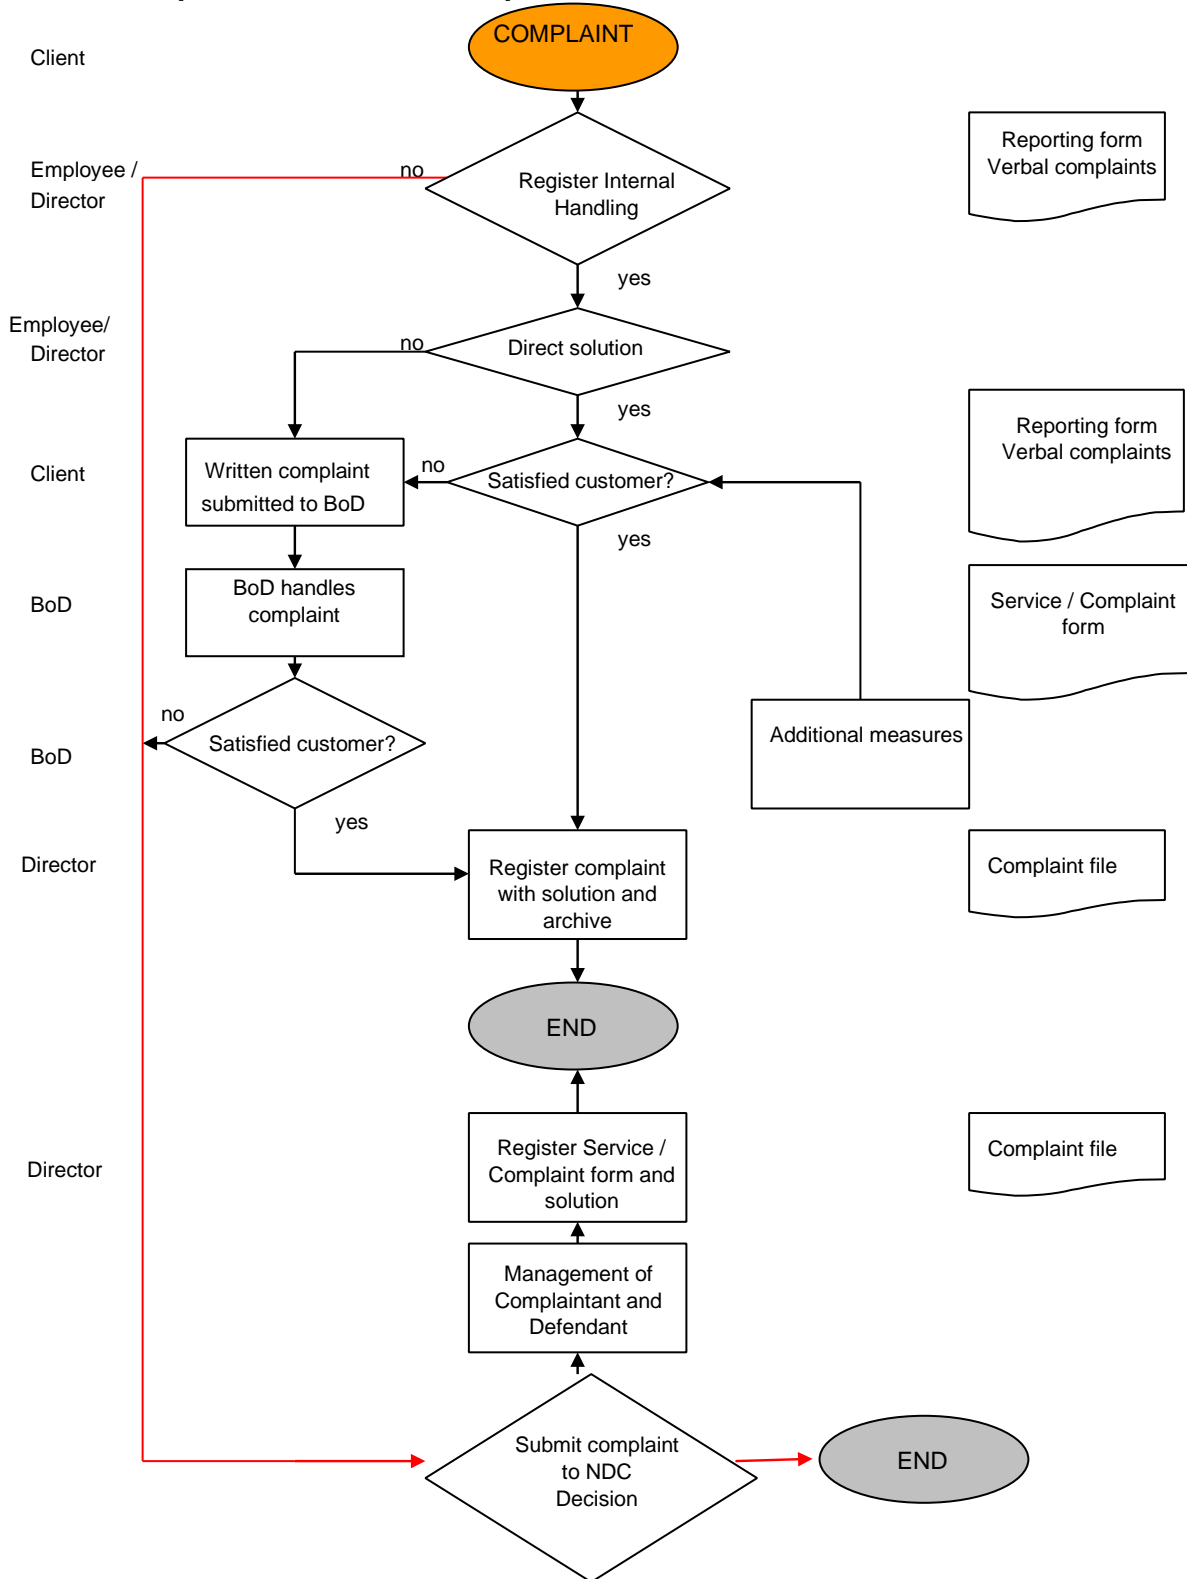 COMPLAINT
Client
Reporting form
Verbal complaints
Employee /
Director
no
Register Internal
Handling
yes
Employee/
Director
no
Direct solution
yes
Reporting form
Verbal complaints
Client
Written complaint
submitted to BoD
no
Satisfied customer?
yes
BoD
BoD handles
complaint
Service / Complaint
form
no
Satisfied customer?
BoD
Additional measures
yes
Director
Register complaint
with solution and
archive
Complaint file
END
Director
Register Service /
Complaint form and
solution
Complaint file
Management of
Complaintant and
Defendant
Submit complaint
to NDC
Decision
END